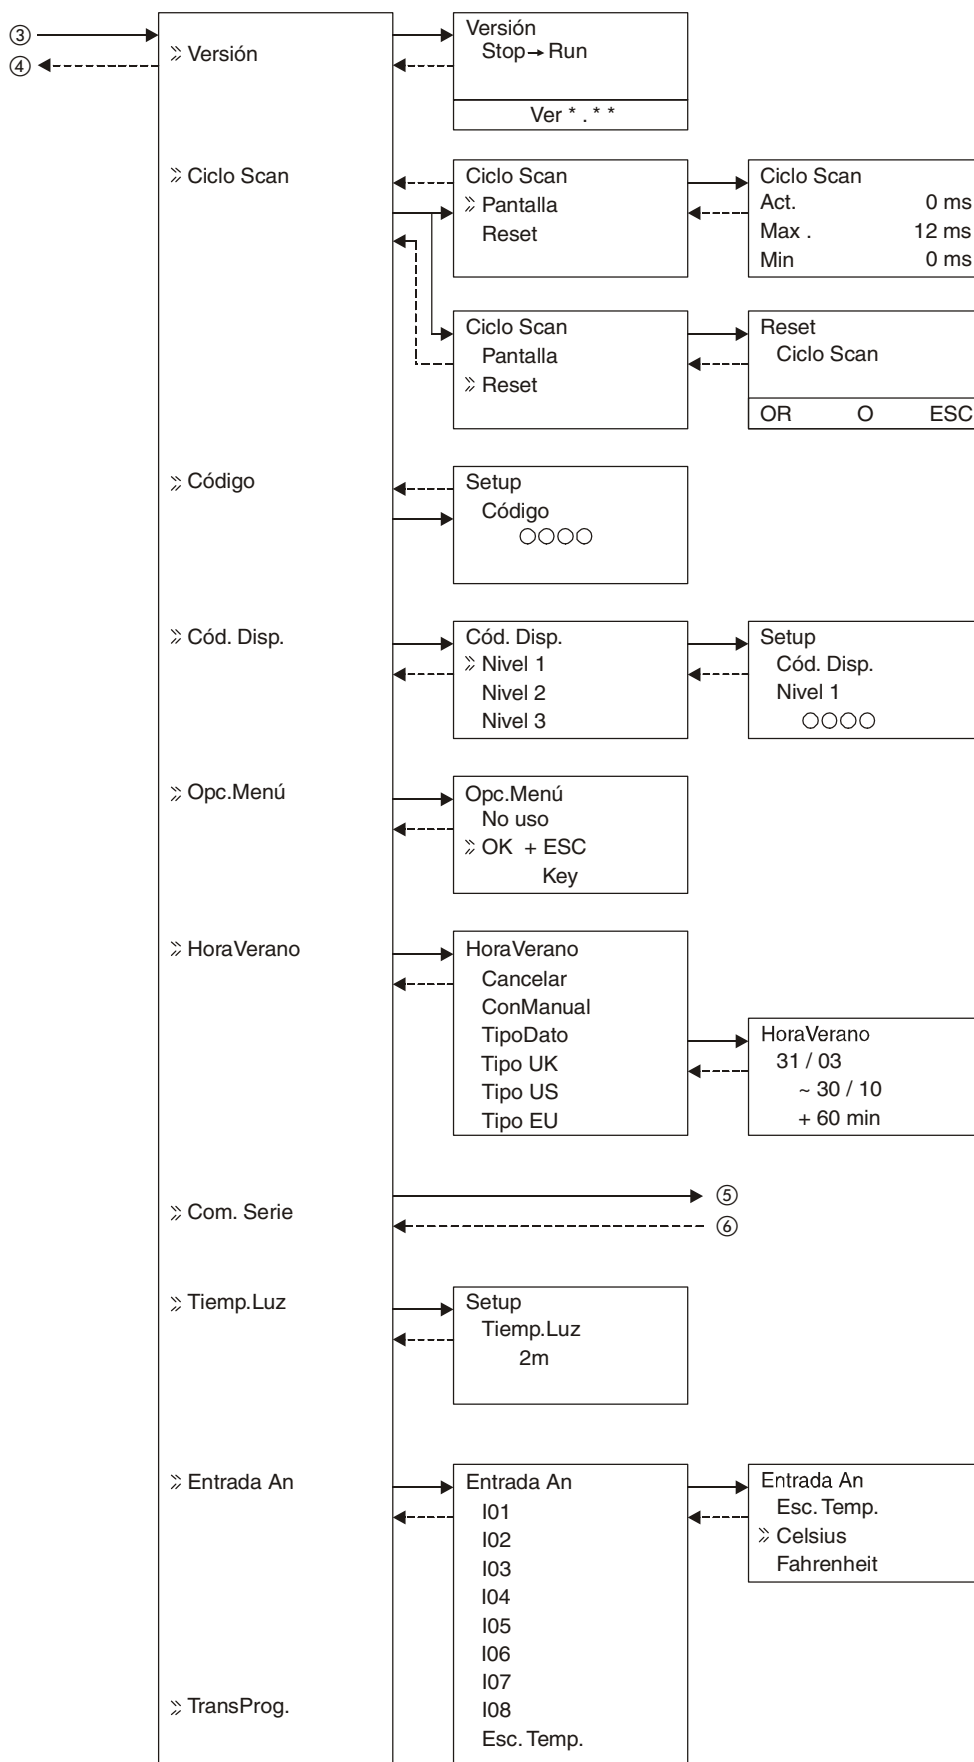 ③
④
» Versión
Versión
Stop→Run
Ver * . * *
» Ciclo Scan
Ciclo Scan
» Pantalla
Reset
Ciclo Scan
Act. 0 ms
Max . 12 ms
Min 0 ms
Ciclo Scan
Pantalla
» Reset
Reset
Ciclo Scan
OR O ESC
» Código
Setup
Código
○○○○
» Cód. Disp.
Cód. Disp.
» Nivel 1
Nivel 2
Nivel 3
Setup
Cód. Disp.
Nivel 1
○○○○
» Opc.Menú
Opc.Menú
No uso
» OK + ESC
Key
» HoraVerano
HoraVerano
Cancelar
ConManual
TipoDato
Tipo UK
Tipo US
Tipo EU
HoraVerano
31 / 03
~ 30 / 10
+ 60 min
» Com. Serie
⑤
⑥
» Tiemp.Luz
Setup
Tiemp.Luz
2m
» Entrada An
Entrada An
I01
I02
I03
I04
I05
I06
I07
I08
Esc. Temp.
Entrada An
Esc. Temp.
» Celsius
Fahrenheit
» TransProg.